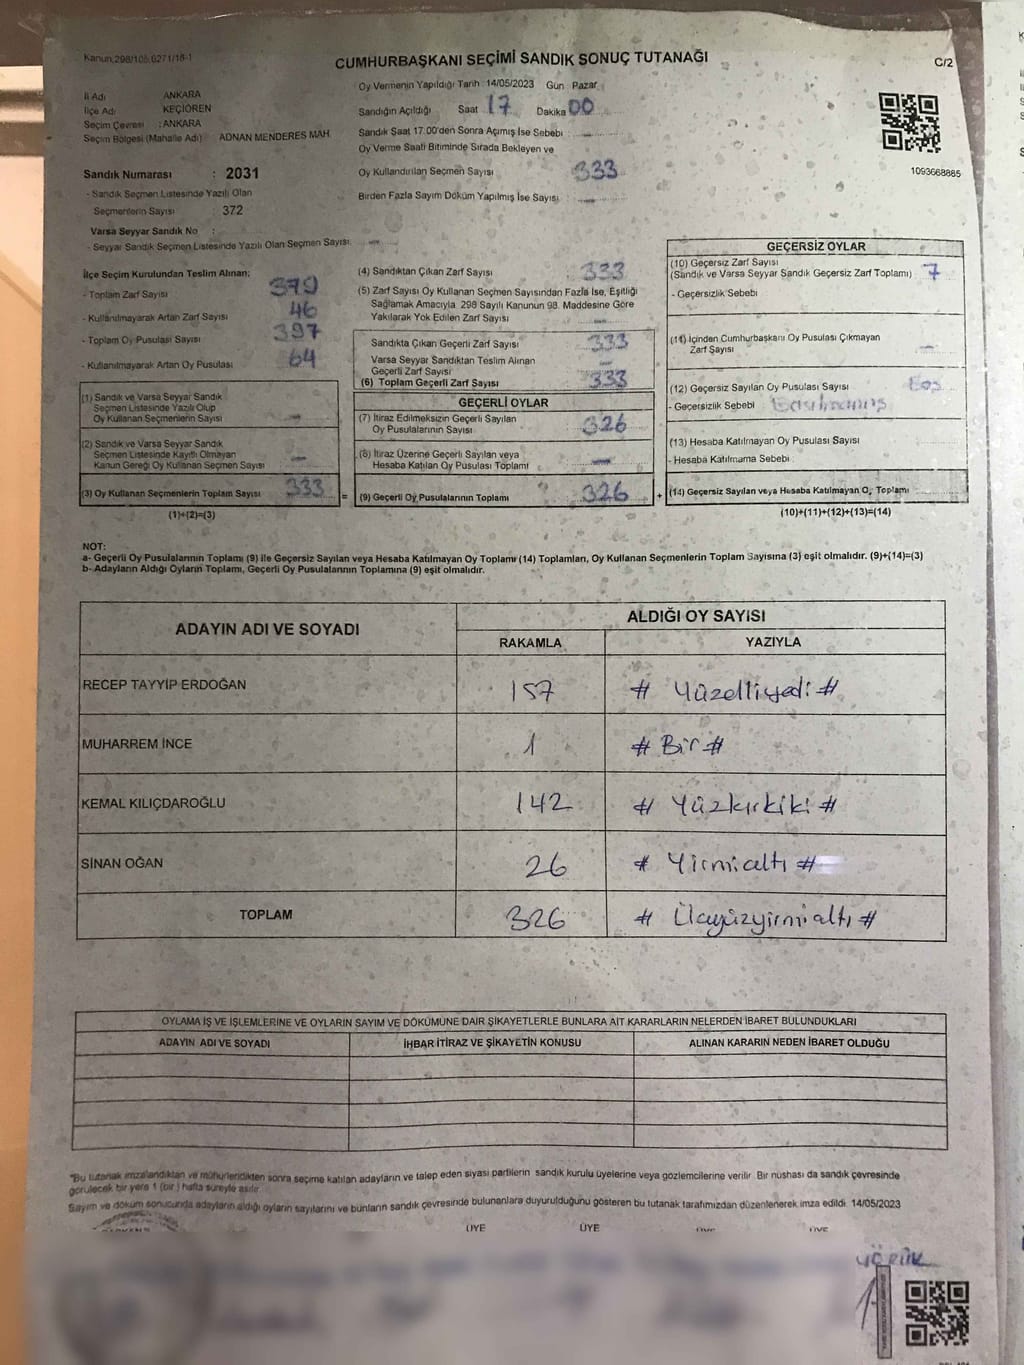 Kanun:298/105,0271/18-1
CUMHURBAŞKANI SEÇİMİ SANDIK SONUÇ TUTANAĞI
C/2
İl Adı ANKARA
İlçe Adı KEÇİÖREN
Seçim Çevresi : ANKARA
Seçim Bölgesi (Mahalle Adı) ADNAN MENDERES MAH.
Oy Vermenin Yapıldığı Tarih 14/05/2023 Gün Pazar
Sandığın Açıldığı Saat 17 Dakika 00
Sandık Saat 17.00'den Sonra Açımış İse Sebebi
Oy Verme Saati Bitiminde Sırada Bekleyen ve
Oy Kullandırılan Seçmen Sayısı 333
Birden Fazla Sayım Döküm Yapılmış İse Sayısı
1093668885
Sandık Numarası : 2031
- Sandık Seçmen Listesinde Yazılı Olan
Seçmenlerin Sayısı 372
Varsa Seyyar Sandık No :
- Seyyar Sandık Seçmen Listesinde Yazılı Olan Seçmen Sayısı:
İlçe Seçim Kurulundan Teslim Alınan:
- Toplam Zarf Sayısı 379
- Kullanılmayarak Artan Zarf Sayısı 46
- Toplam Oy Pusulası Sayısı 397
- Kullanılmayarak Artan Oy Pusulası 64
(1) Sandık ve Varsa Seyyar Sandık
Seçmen Listesinde Yazılı Olup
Oy Kullanan Seçmenlerin Sayısı —
(2) Sandık ve Varsa Seyyar Sandık
Seçmen Listesinde Kayıtlı Olmayan
Kanun Gereği Oy Kullanan Seçmen Sayısı —
(3) Oy Kullanan Seçmenlerin Toplam Sayısı 333
(1)+(2)=(3)
(4) Sandıktan Çıkan Zarf Sayısı 333
(5) Zarf Sayısı Oy Kullanan Seçmen Sayısından Fazla İse, Eşitliği
Sağlamak Amacıyla 298 Sayılı Kanunun 98. Maddesine Göre
Yakılarak Yok Edilen Zarf Sayısı —
Sandıkta Çıkan Geçerli Zarf Sayısı 333
Varsa Seyyar Sandıktan Teslim Alınan
Geçerli Zarf Sayısı —
(6) Toplam Geçerli Zarf Sayısı 333
GEÇERLİ OYLAR
(7) İtiraz Edilmeksizin Geçerli Sayılan
Oy Pusulalarının Sayısı 326
(8) İtiraz Üzerine Geçerli Sayılan veya
Hesaba Katılan Oy Pusulası Toplamı —
= (9) Geçerli Oy Pusulalarının Toplamı 326 +
GEÇERSİZ OYLAR
(10) Geçersiz Zarf Sayısı
(Sandık ve Varsa Seyyar Sandık Geçersiz Zarf Toplamı) 7
- Geçersizlik Sebebi
(11) İçinden Cumhurbaşkanı Oy Pusulası Çıkmayan
Zarf Sayısı —
(12) Geçersiz Sayılan Oy Pusulası Sayısı
- Geçersizlik Sebebi
(13) Hesaba Katılmayan Oy Pusulası Sayısı
- Hesaba Katılmama Sebebi
(14) Geçersiz Sayılan veya Hesaba Katılmayan Oy Toplamı
(10)+(11)+(12)+(13)=(14)
NOT:
a- Geçerli Oy Pusulalarının Toplamı (9) ile Geçersiz Sayılan veya Hesaba Katılmayan Oy Toplamı (14) Toplamları, Oy Kullanan Seçmenlerin Toplam Sayısına (3) eşit olmalıdır. (9)+(14)=(3)
b- Adayların Aldığı Oyların Toplamı, Geçerli Oy Pusulalarının Toplamına (9) eşit olmalıdır.
ADAYIN ADI VE SOYADI ALDIĞI OY SAYISI
RAKAMLA YAZIYLA
RECEP TAYYİP ERDOĞAN 157 # Yüzelliyedi #
MUHARREM İNCE 1 # Bir #
KEMAL KILIÇDAROĞLU 142 # Yüzkırkiki #
SİNAN OĞAN 26 # Yirmialtı #
TOPLAM 326 # Üçyüzyirmialtı #
OYLAMA İŞ VE İŞLEMLERİNE VE OYLARIN SAYIM VE DÖKÜMÜNE DAİR ŞİKAYETLERLE BUNLARA AİT KARARLARIN NELERDEN İBARET BULUNDUKLARI
ADAYIN ADI VE SOYADI İHBAR İTİRAZ VE ŞİKAYETİN KONUSU ALINAN KARARIN NEDEN İBARET OLDUĞU
"Bu tutanak imzalandıktan ve mühürlendikten sonra seçime katılan adayların ve talep eden siyasi partilerin sandık kurulu üyelerine veya gözlemcilerine verilir. Bir nüshası da sandık çevresinde
görülecek bir yere 1 (bir ) hafta süreyle asılır.
Sayım ve döküm sonucunda adayların aldığı oyların sayılarını ve bunların sandık çevresinde bulunanlara duyurulduğunu gösteren bu tutanak tarafımızdan düzenlenerek imza edildi. 14/05/2023
ÜYE ÜYE